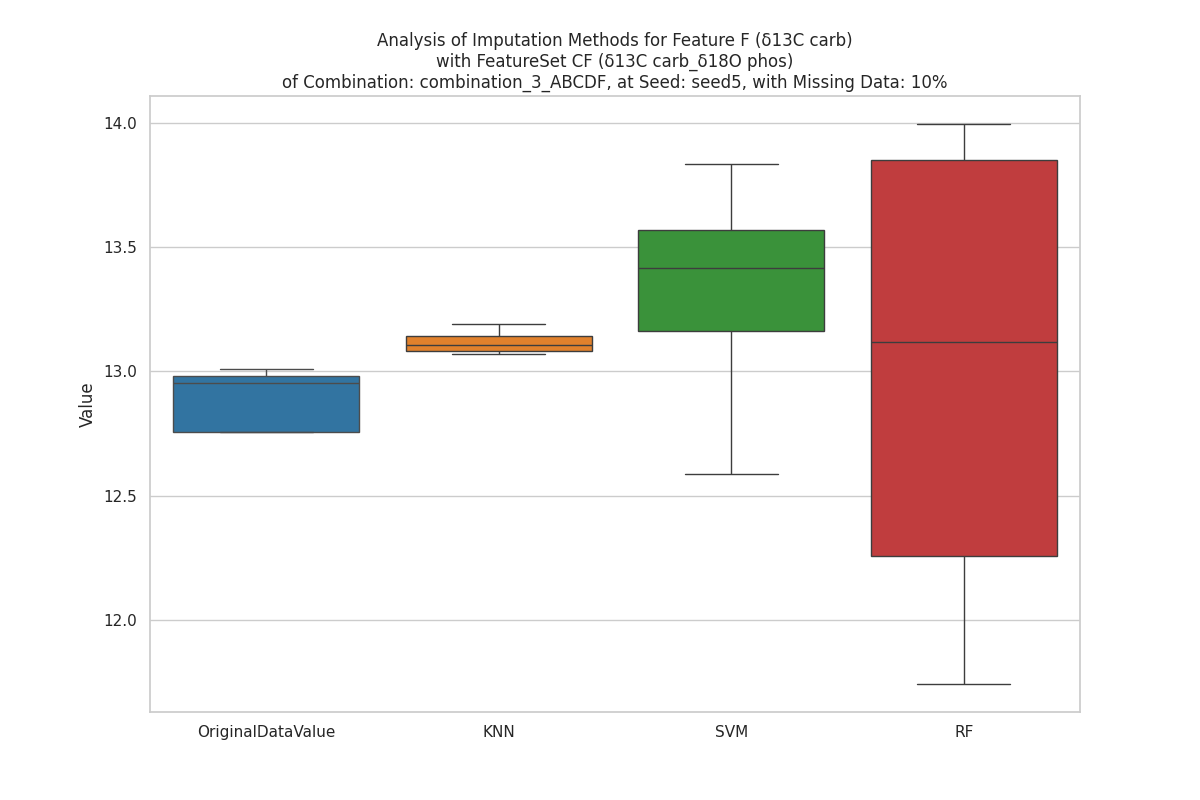 Analysis of Imputation Methods for Feature F (δ13C carb)
with FeatureSet CF (δ13C carb_δ18O phos)
of Combination: combination_3_ABCDF, at Seed: seed5, with Missing Data: 10%
14.0
13.5
13.0
12.5
12.0
Value
OriginalDataValue
KNN
SVM
RF